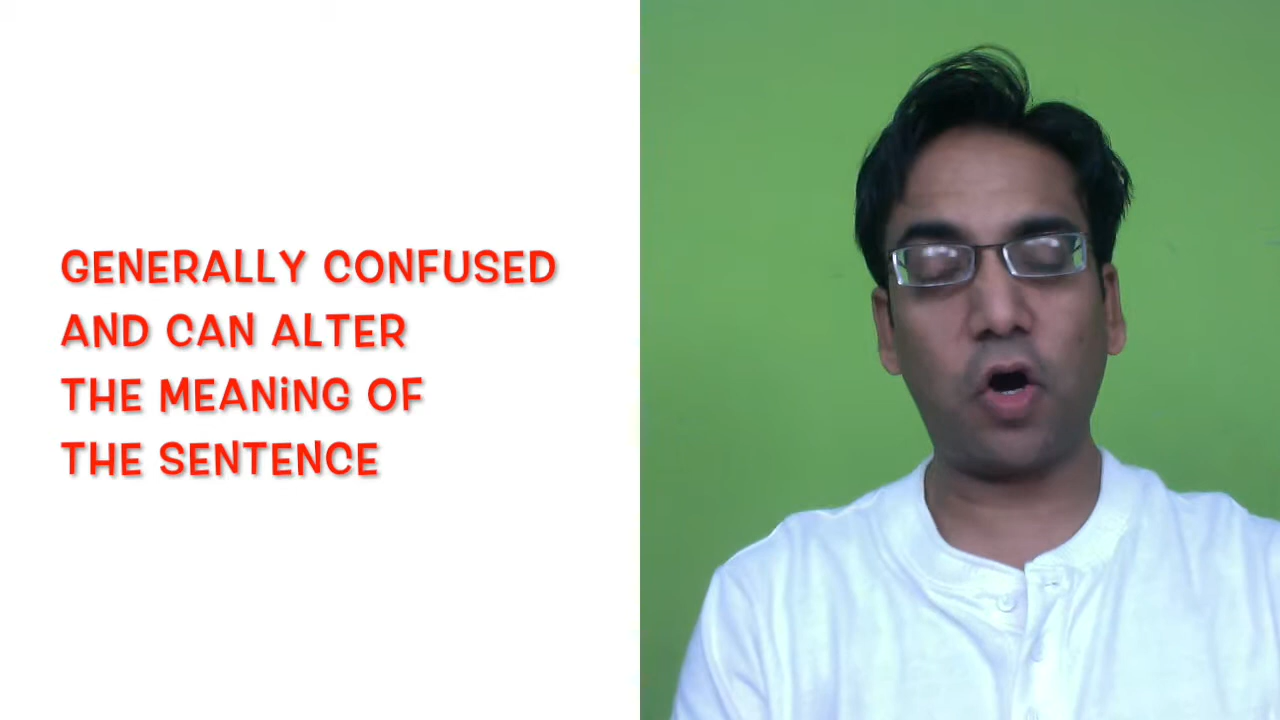 GENERALLY CONFUSED
AND CAN ALTER
THE MEANiNG OF
THE SENTENCE